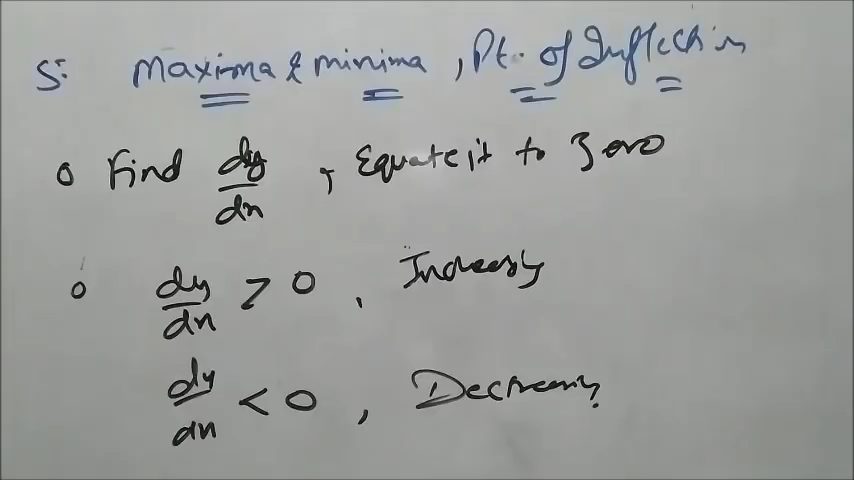 S: Maxima & minima, Pt. of Inflection
Find dy/dx, Equate it to Zero
dy/dx > 0, Increasing
dy/dx < 0, Decreasing